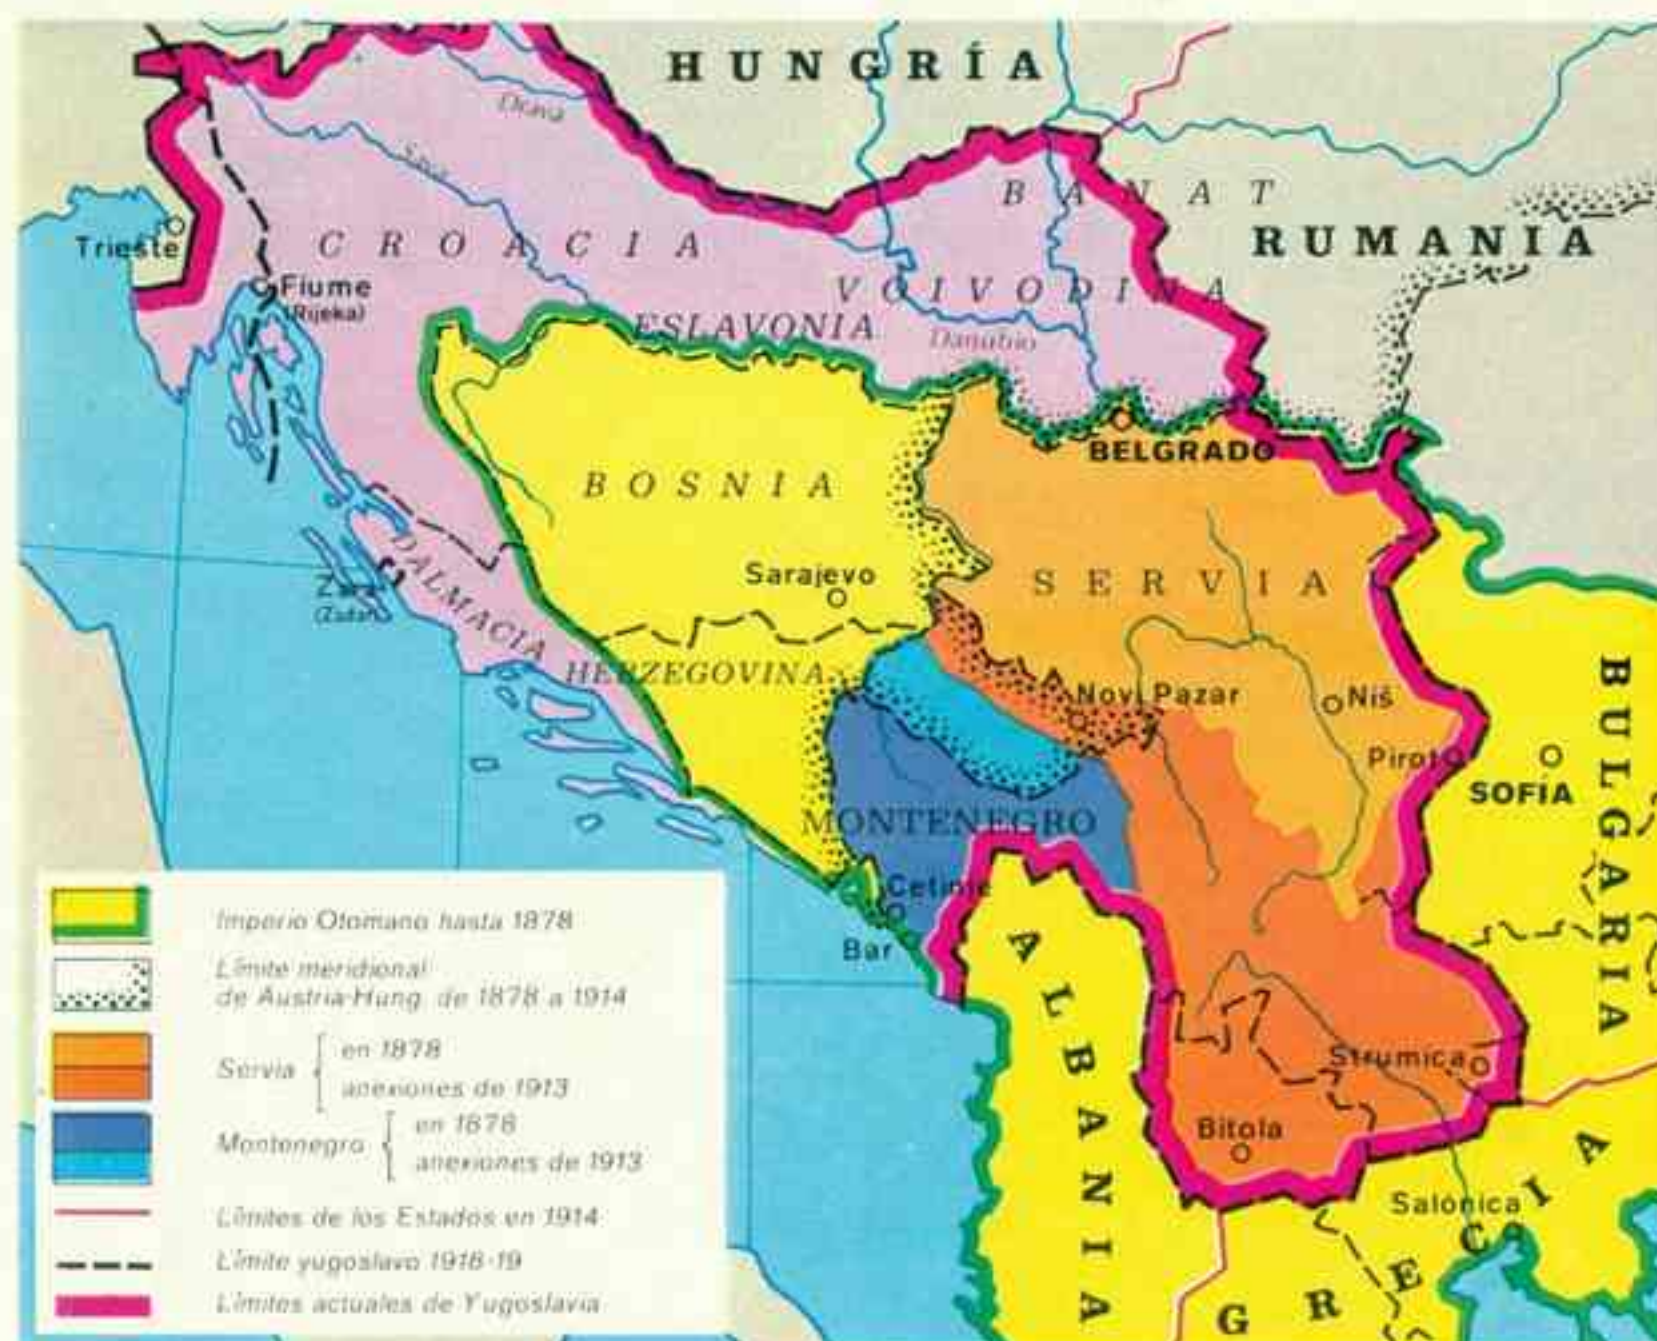 HUNGRÍA
Drava
Sava
BANAT
Trieste
CROACIA
RUMANIA
Fiume
(Rijeka)
VOIVODINA
ESLAVONIA
Danubio
BELGRADO
BOSNIA
Sarajevo
SERVIA
Zara
(Zadar)
DALMACIA
HERZEGOVINA
Novi Pazar
Niš
Pirot
SOFÍA
BULGARIA
MONTENEGRO
Cetinje
Bar
ALBANIA
Strumica
Bitola
Salónica
GRECIA
Imperio Otomano hasta 1878
Límite meridional
de Austria-Hung. de 1878 a 1914
Servia
en 1878
anexiones de 1913
Montenegro
en 1878
anexiones de 1913
Límites de los Estados en 1914
Límite yugoslavo 1918-19
Límites actuales de Yugoslavia